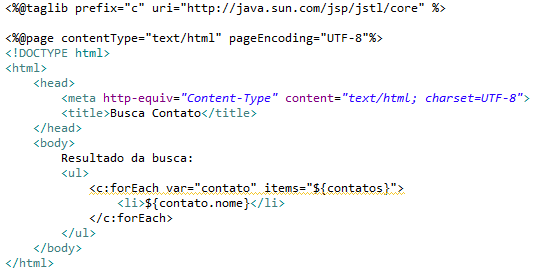 <%@taglib prefix="c" uri="http://java.sun.com/jsp/jstl/core" %>
<%@page contentType="text/html" pageEncoding="UTF-8"%>
<!DOCTYPE html>
<html>
<head>
<meta http-equiv="Content-Type" content="text/html; charset=UTF-8">
<title>Busca Contato</title>
</head>
<body>
Resultado da busca:
<ul>
<c:forEach var="contato" items="${contatos}">
<li>${contato.nome}</li>
</c:forEach>
</ul>
</body>
</html>